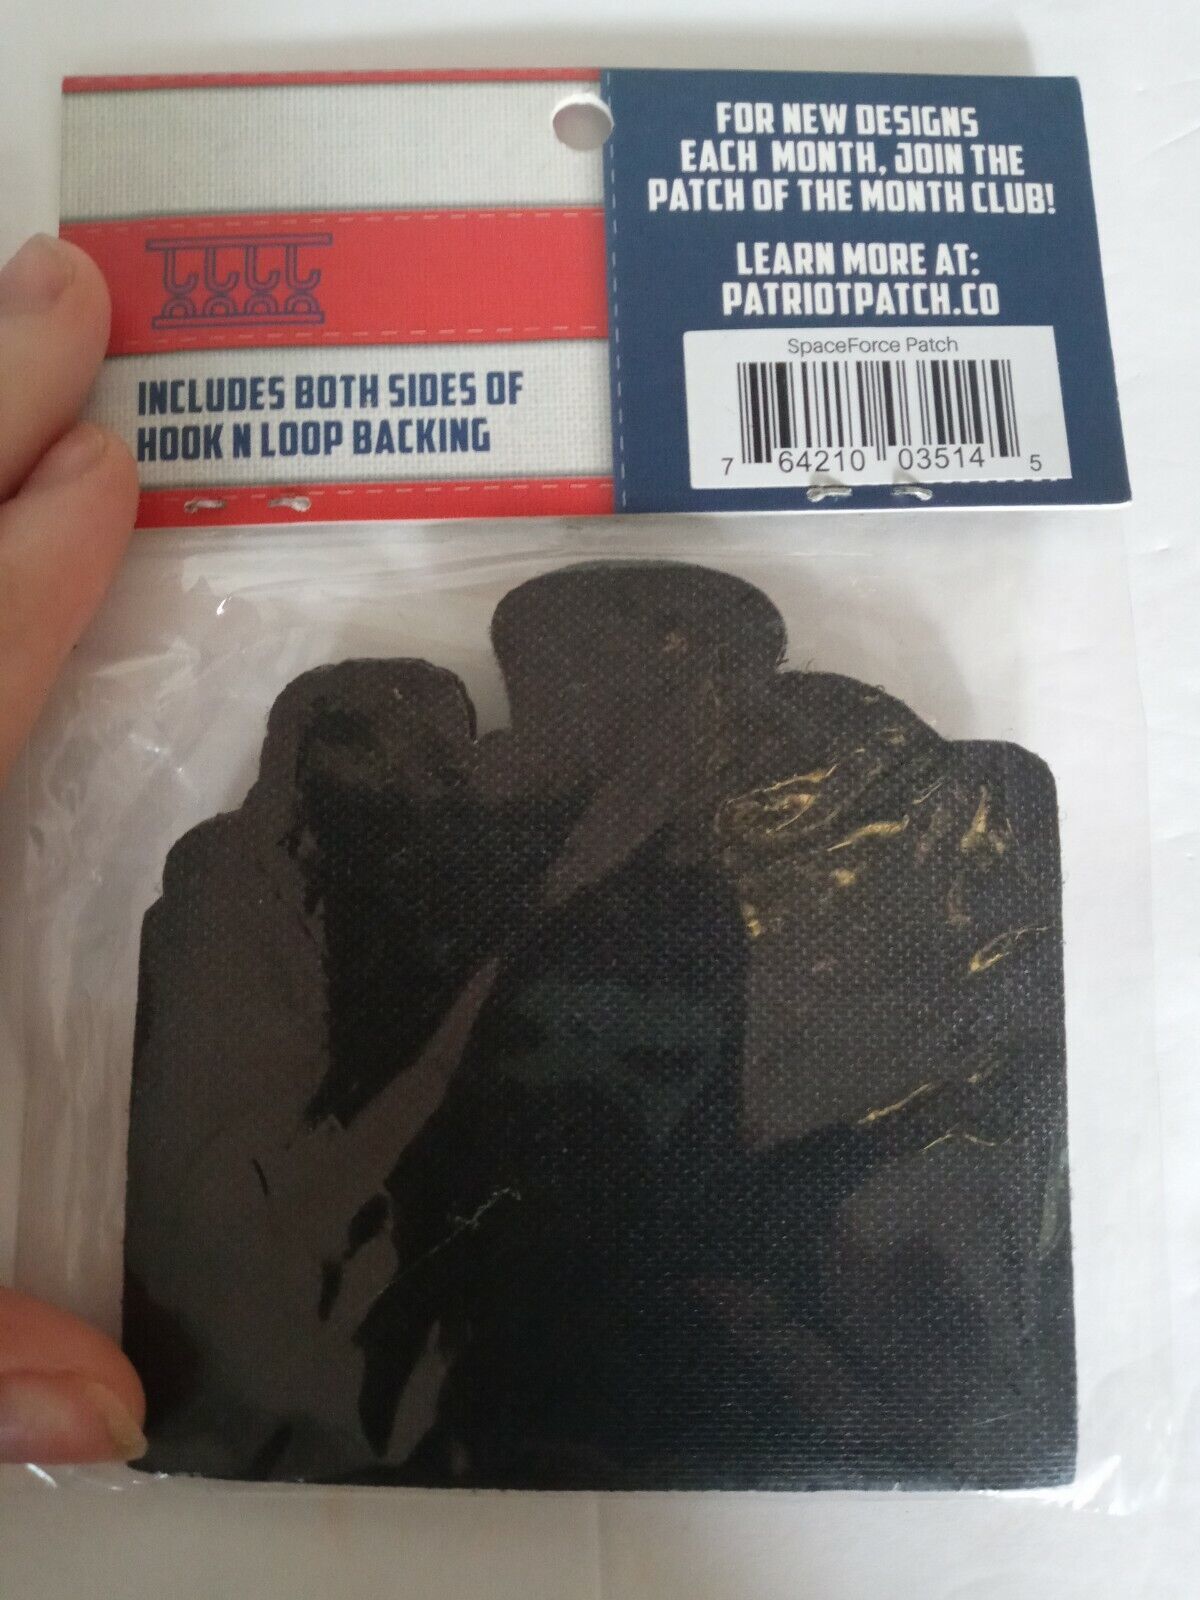 INCLUDES BOTH SIDES OF
HOOK N LOOP BACKING
FOR NEW DESIGNS
EACH MONTH, JOIN THE
PATCH OF THE MONTH CLUB!
LEARN MORE AT:
PATRIOTPATCH.CO
SpaceForce Patch
7 64210 03514 5